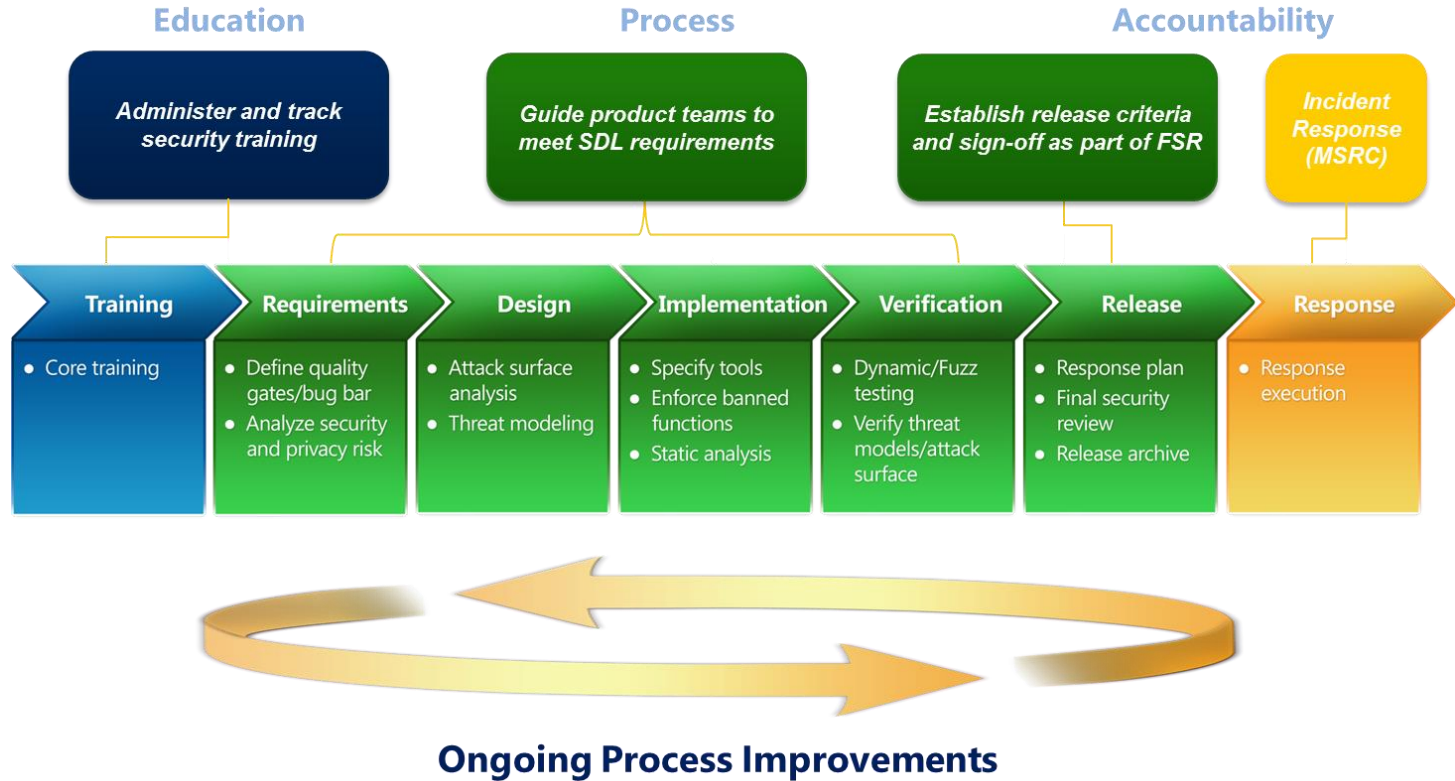 Education
Process
Accountability
Administer and track
security training
Guide product teams to
meet SDL requirements
Establish release criteria
and sign-off as part of FSR
Incident
Response
(MSRC)
Training
Requirements
Design
Implementation
Verification
Release
Response
• Core training
• Define quality
gates/bug bar
• Analyze security
and privacy risk
• Attack surface
analysis
• Threat modeling
• Specify tools
• Enforce banned
functions
• Static analysis
• Dynamic/Fuzz
testing
• Verify threat
models/attack
surface
• Response plan
• Final security
review
• Release archive
• Response
execution
Ongoing Process Improvements